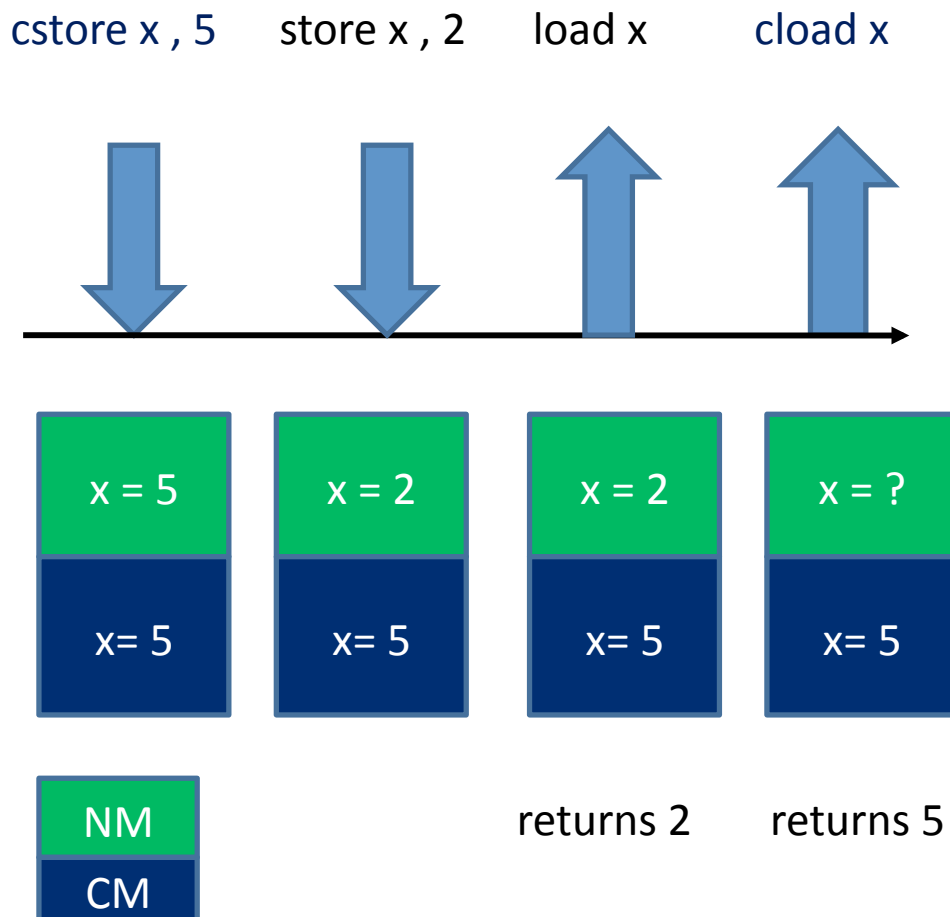 cstore x , 5 store x , 2 load x cload x
x = 5 x = 2 x = 2 x = ?
x= 5 x= 5 x= 5 x= 5
NM returns 2 returns 5
CM